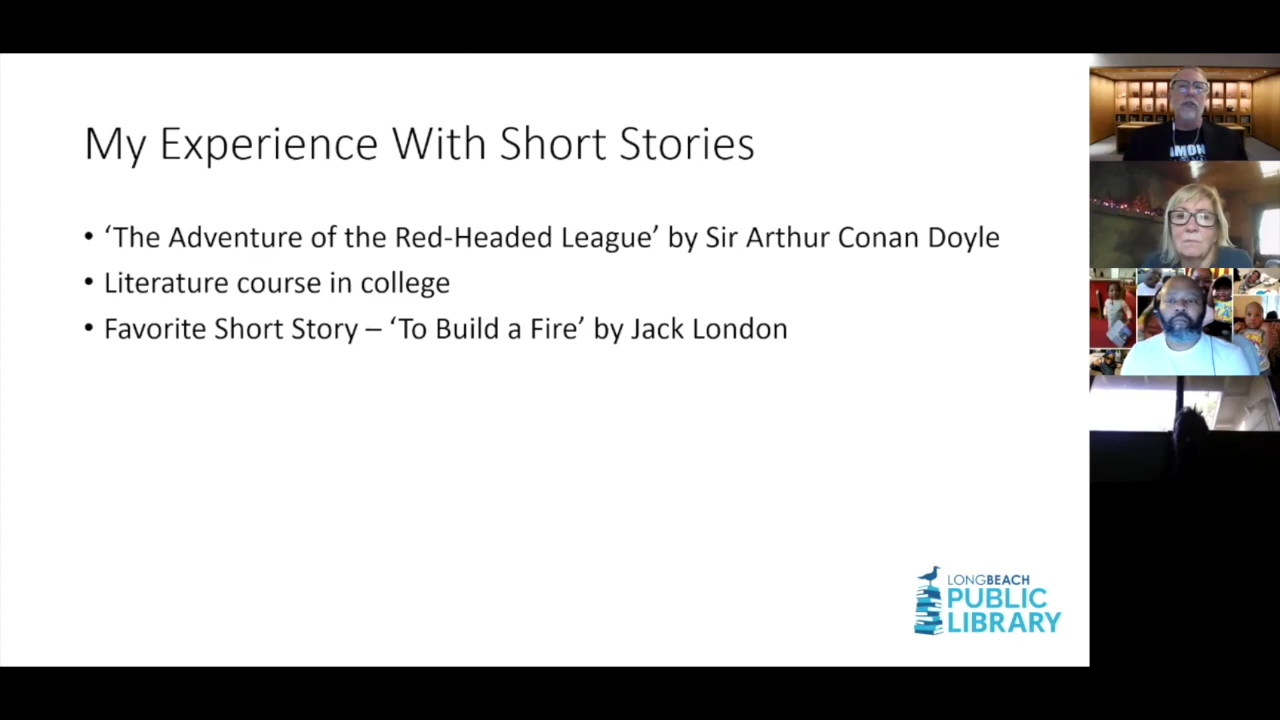 My Experience With Short Stories
• ‘The Adventure of the Red-Headed League’ by Sir Arthur Conan Doyle
• Literature course in college
• Favorite Short Story – ‘To Build a Fire’ by Jack London
LONGBEACH
PUBLIC
LIBRARY